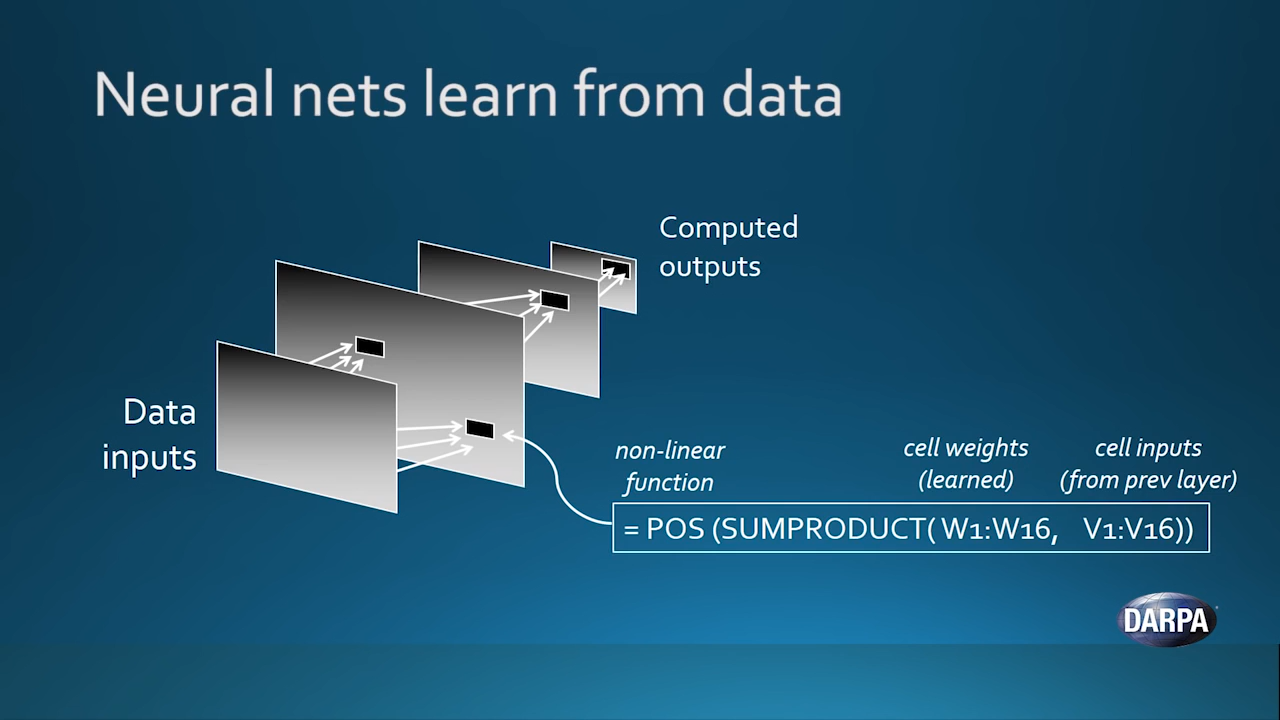 Neural nets learn from data
Computed
outputs
Data
inputs
non-linear
function
cell weights
(learned)
cell inputs
(from prev layer)
= POS (SUMPRODUCT( W1:W16, V1:V16))
DARPA